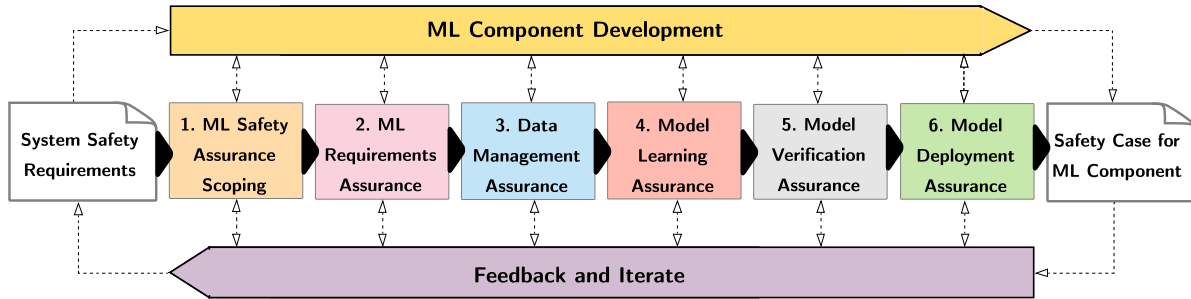 ML Component Development
System Safety
Requirements
1. ML Safety
Assurance
Scoping
2. ML
Requirements
Assurance
3. Data
Management
Assurance
4. Model
Learning
Assurance
5. Model
Verification
Assurance
6. Model
Deployment
Assurance
Safety Case for
ML Component
Feedback and Iterate